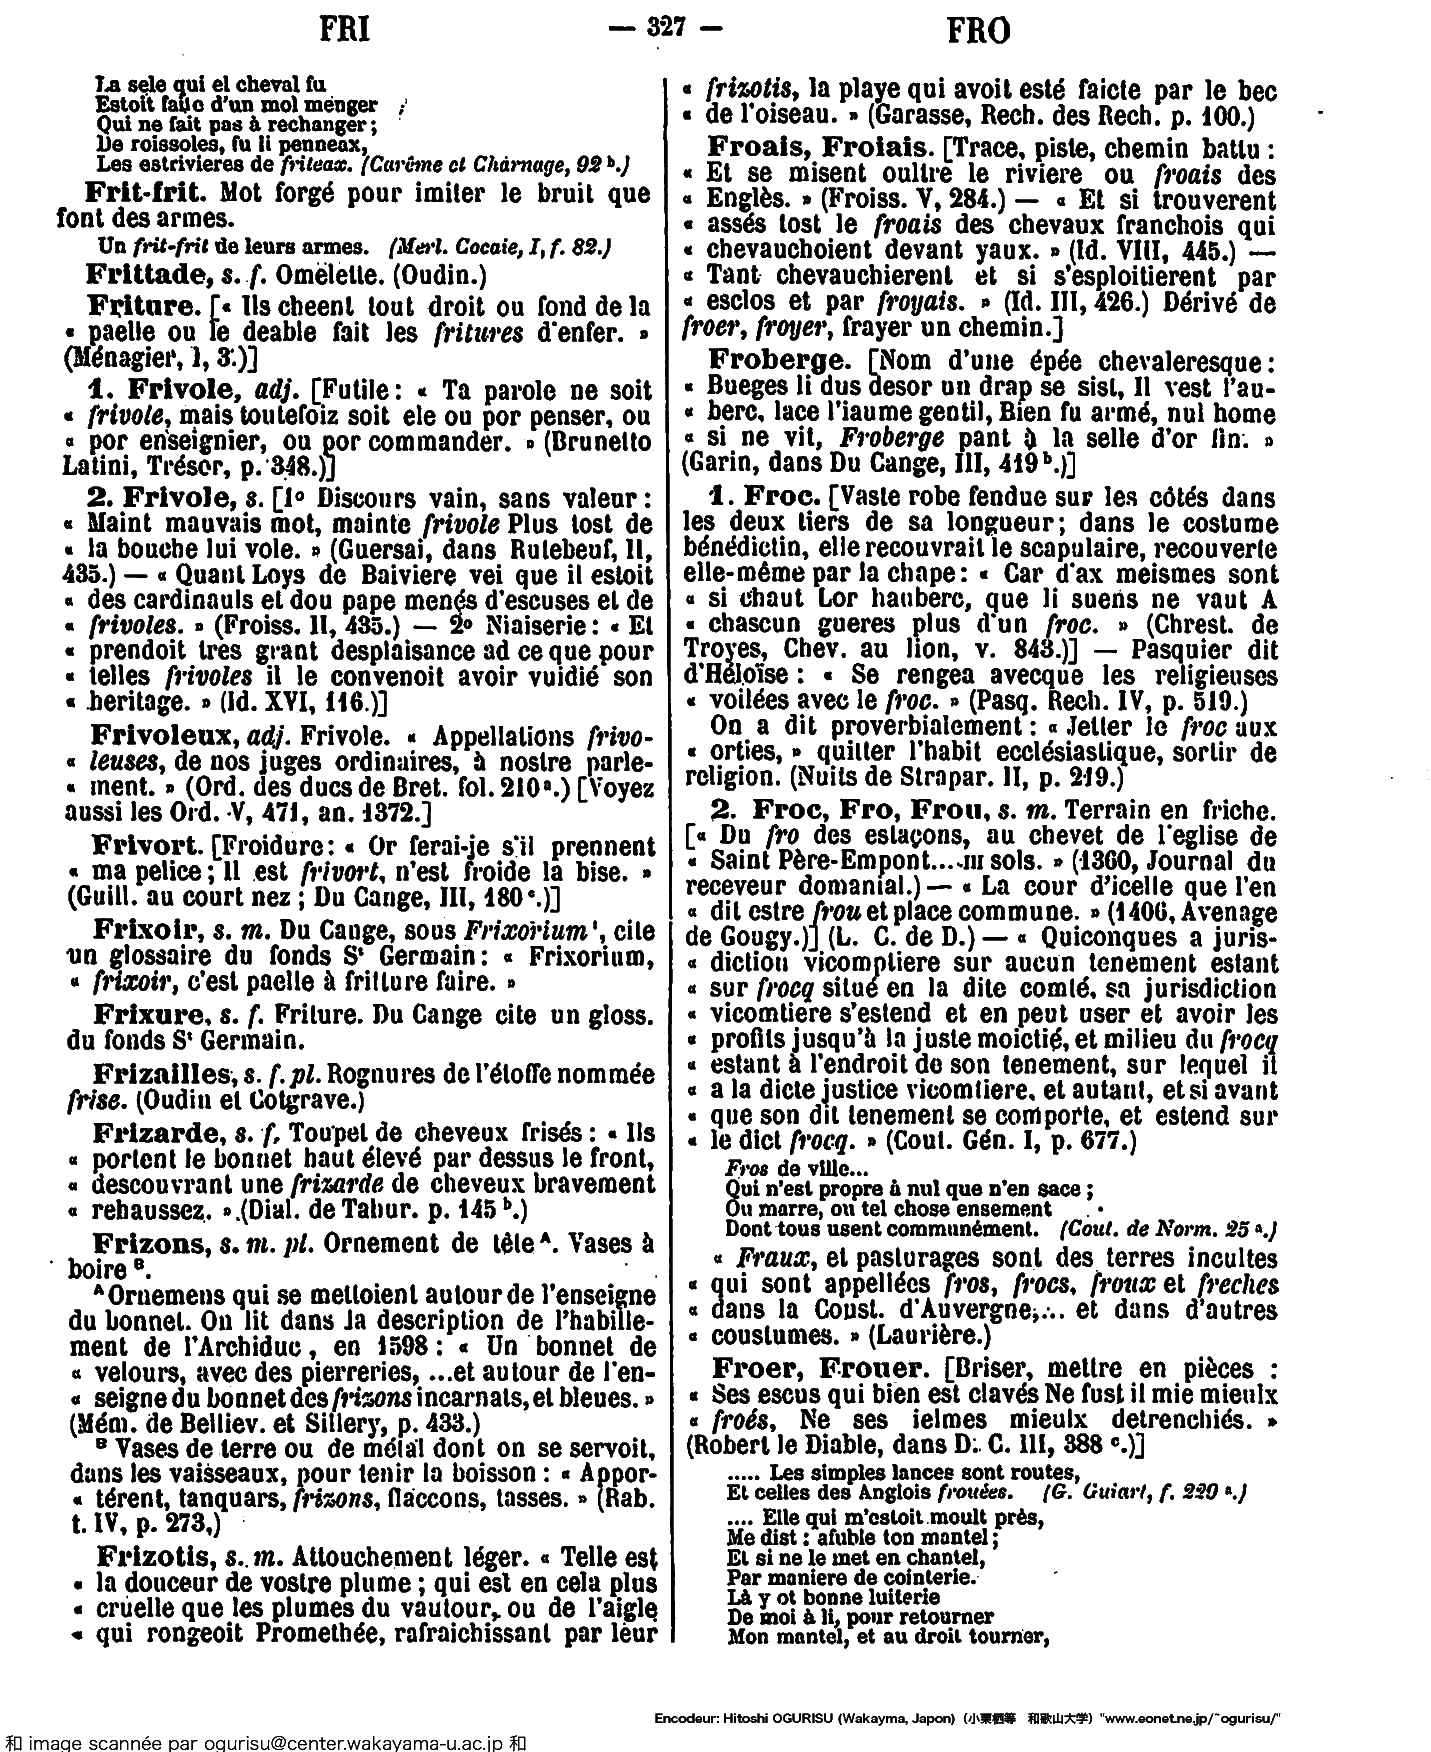 FRI
— 327 —
FRO
La sele qui el cheval fu
Estoit faite d'un mol menger
Qui ne fait pas à rechanger ;
De roissoles, fu li penneax,
Les estrivieres de friteax. (Carême et Charnage, 92 b.)
Frit-frit. Mot forgé pour imiter le bruit que
font des armes.
Un frit-frit de leurs armes. (Merl. Cocaie, I, f. 82.)
Frittade, s. f. Omëlette. (Oudin.)
Friture. [« Ils cheent tout droit ou fond de la
« paelle ou le deable fait les fritures d'enfer. »
(Ménagier, I, 3.)]
1. Frivole, adj. [Futile : « Ta parole ne soit
« frivole, mais toutefoiz soit ele ou por penser, ou
« por enseignier, ou por commander. » (Brunetto
Latini, Trésor, p. 348.)]
2. Frivole, s. [1º Discours vain, sans valeur :
« Maint mauvais mot, mainte frivole Plus tost de
« la bouche lui vole. » (Guersai, dans Rutebeuf, II,
435.) — « Quant Loys de Baiviere vei que il estoit
« des cardinauls et dou pape menés d'escuses et de
« frivoles. » (Froiss. II, 435.) — 2º Niaiserie : « Et
« prendoit tres grant desplaisance ad ce que pour
« telles frivoles il le convenoit avoir vuidié son
« heritage. » (Id. XVI, 116.)]
Frivoleux, adj. Frivole. « Appellations frivo-
« leuses, de nos juges ordinaires, à nostre parle-
« ment. » (Ord. des ducs de Bret. fol. 210 a.) [Voyez
aussi les Ord. V, 471, an. 1372.]
Frivort. [Froidure : « Or ferai-je s'il prennent
« ma pelice ; Il est frivort, n'est froide la bise. »
(Guill. au court nez ; Du Cange, III, 180 c.)]
Frixoir, s. m. Du Cange, sous Frixorium ', cite
un glossaire du fonds St Germain : « Frixorium,
« frixoir, c'est paelle à fritture faire. »
Frixure, s. f. Friture. Du Cange cite un gloss.
du fonds St Germain.
Frizailles, s. f. pl. Rognures de l'étoffe nommée
frise. (Oudin et Cotgrave.)
Frizarde, s. f. Toupet de cheveux frisés : « Ils
« portent le bonnet haut élevé par dessus le front,
« descouvrant une frizarde de cheveux bravement
« rehaussez. » (Dial. de Tahur. p. 145 b.)
Frizons, s. m. pl. Ornement de tête A. Vases à
boire B.
A Ornemens qui se mettoient autour de l'enseigne
du bonnet. On lit dans la description de l'habille-
ment de l'Archiduc, en 1598 : « Un bonnet de
« velours, avec des pierreries, ...et autour de l'en-
« seigne du bonnet des frizons incarnats, et bleues. »
(Mém. de Belliev. et Sillery, p. 433.)
B Vases de terre ou de métal dont on se servoit,
dans les vaisseaux, pour tenir la boisson : « Appor-
« térent, tanquars, frizons, flaccons, tasses. » (Rab.
t. IV, p. 273,)
Frizotis, s. m. Attouchement léger. « Telle est
« la douceur de vostre plume ; qui est en cela plus
« cruelle que les plumes du vautour, ou de l'aigle
« qui rongeoit Promethée, rafraichissant par leur
« frizotis, la playe qui avoit esté faicte par le bec
« de l'oiseau. » (Garasse, Rech. des Rech. p. 100.)
Froais, Froiais. [Trace, piste, chemin battu :
« Et se misent oultre le riviere ou froais des
« Englès. » (Froiss. V, 284.) — « Et si trouverent
« assés tost le froais des chevaux franchois qui
« chevauchoient devant yaux. » (Id. VIII, 445.) —
« Tant chevauchierent et si s'esploitierent par
« esclos et par froyais. » (Id. III, 426.) Dérivé de
froer, froyer, frayer un chemin.]
Froberge. [Nom d'une épée chevaleresque :
« Bueges li dus desor un drap se sist, Il vest l'au-
« berc, lace l'iaume gentil, Bien fu armé, nul home
« si ne vit, Froberge pant à la selle d'or fin. »
(Garin, dans Du Cange, III, 419 b.)]
1. Froc. [Vaste robe fendue sur les côtés dans
les deux tiers de sa longueur ; dans le costume
bénédictin, elle recouvrait le scapulaire, recouverte
elle-même par la chape : « Car d'ax meismes sont
« si chaut Lor hauberc, que li suens ne vaut A
« chascun gueres plus d'un froc. » (Chrest. de
Troyes, Chev. au lion, v. 843.)] — Pasquier dit
d'Héloïse : « Se rengea avecque les religieuses
« voilées avec le froc. » (Pasq. Rech. IV, p. 519.)
On a dit proverbialement : « Jetter le froc aux
« orties, » quitter l'habit ecclésiastique, sortir de
religion. (Nuits de Strapar. II, p. 219.)
2. Froc, Fro, Frou, s. m. Terrain en friche.
[« Du fro des estaçons, au chevet de l'eglise de
« Saint Père-Empont.... III sols. » (1360, Journal du
receveur domanial.) — « La cour d'icelle que l'en
« dit estre frou et place commune. » (1406, Avenage
de Gougy.)] (L. C. de D.) — « Quiconques a juris-
« diction vicomptiere sur aucun tenement estant
« sur frocq situé en la dite comté, sa jurisdiction
« vicomtiere s'estend et en peut user et avoir les
« profits jusqu'à la juste moictié, et milieu du frocq
« estant à l'endroit de son tenement, sur lequel il
« a la dicte justice vicomtiere, et autant, et si avant
« que son dit tenement se comporte, et estend sur
« le dict frocq. » (Cout. Gén. I, p. 677.)
Fros de ville...
Qui n'est propre à nul que n'en sace ;
Ou marre, ou tel chose ensement
Dont tous usent communément. (Cout. de Norm. 25 a.)
« Fraux, et pasturages sont des terres incultes
« qui sont appellées fros, frocs, froux et freches
« dans la Coust. d'Auvergne,... et dans d'autres
« coustumes. » (Laurière.)
Froer, Frouer. [Briser, mettre en pièces :
« Ses escus qui bien est clavés Ne fust il mie mieulx
« froés, Ne ses ielmes mieulx detrenchiés. »
(Robert le Diable, dans D. C. III, 388 c.)]
..... Les simples lances sont routes,
Et celles des Anglois frouées. (G. Guiart, f. 220 a.)
.... Elle qui m'estoit moult près,
Me dist : afuble ton mantel ;
Et si ne le met en chantel,
Par maniere de cointerie.
Là y ot bonne luiterie
De moi à li, pour retourner
Mon mantel, et au droit tourner,
Encodeur: Hitoshi OGURISU (Wakayma, Japon) (小栗栖等 和歌山大学) "www.eonet.ne.jp/~ogurisu/"
和 image scannée par ogurisu@center.wakayama-u.ac.jp 和